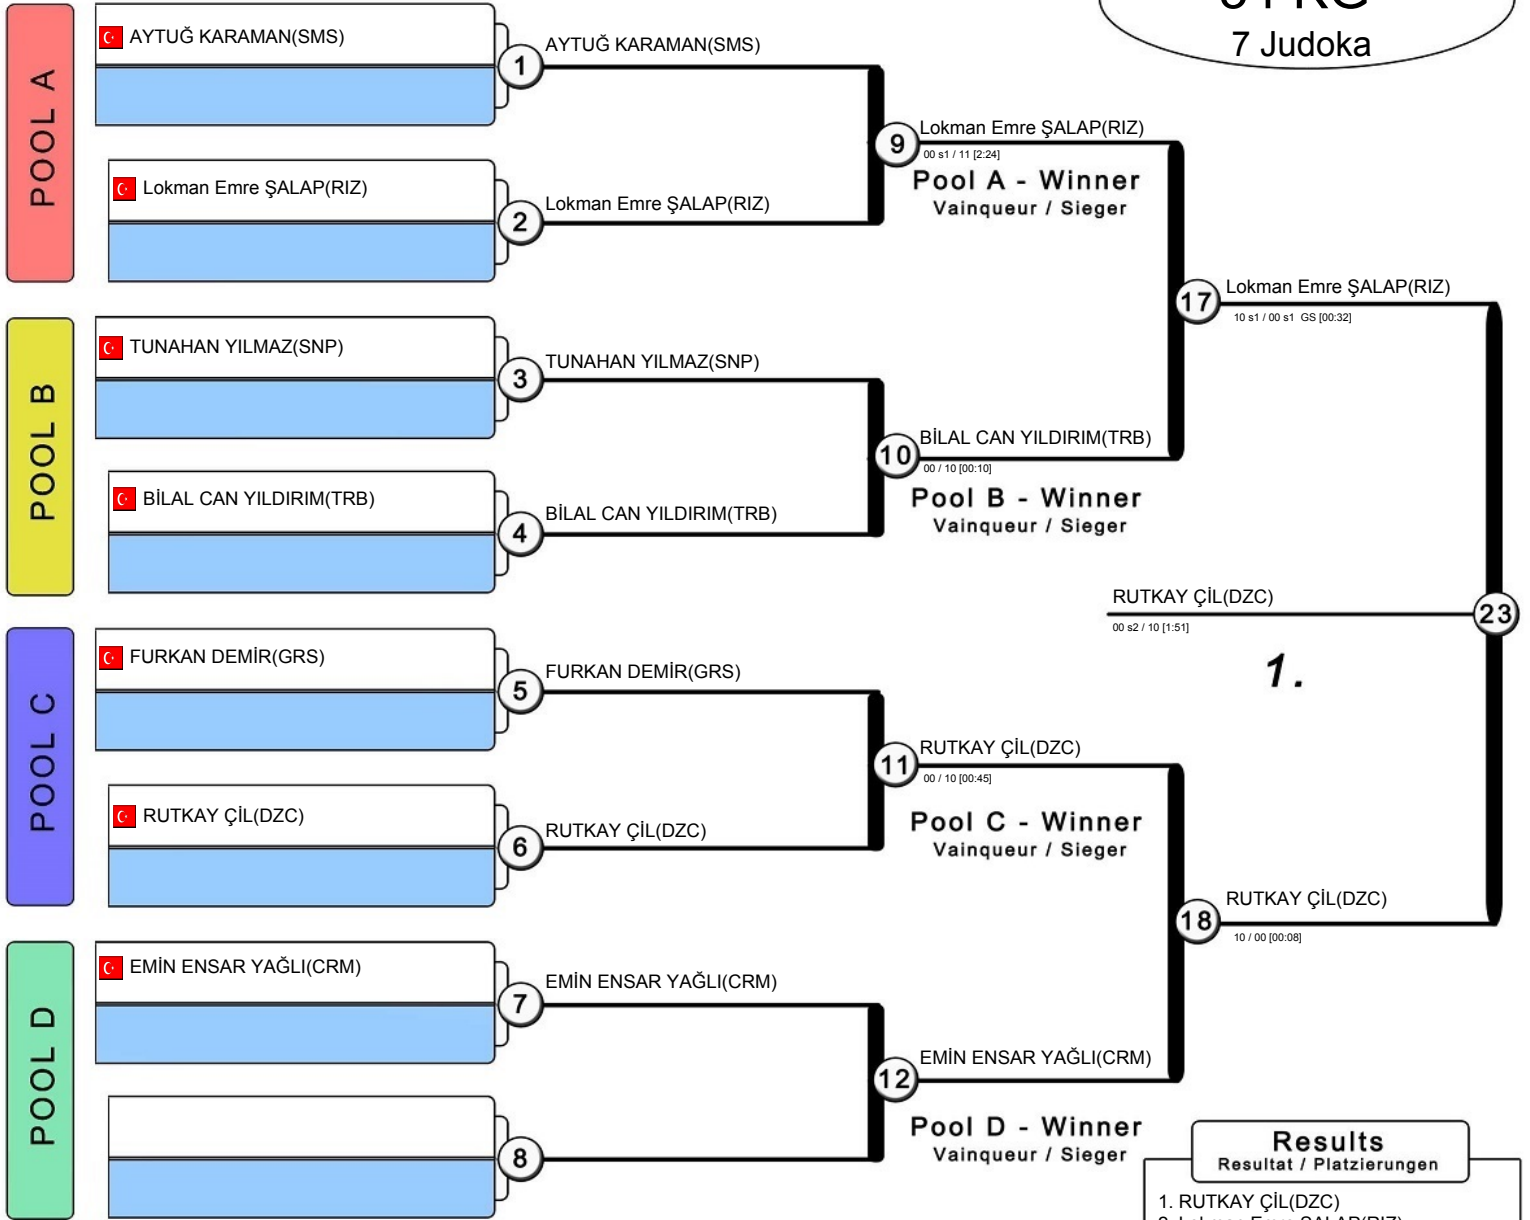 7 Judoka
POOL A
AYTUĞ KARAMAN(SMS)
1
AYTUĞ KARAMAN(SMS)
Lokman Emre ŞALAP(RIZ)
2
Lokman Emre ŞALAP(RIZ)
9
Lokman Emre ŞALAP(RIZ)
00 s1 / 11 [2:24]
Pool A - Winner
Vainqueur / Sieger
POOL B
TUNAHAN YILMAZ(SNP)
3
TUNAHAN YILMAZ(SNP)
BİLAL CAN YILDIRIM(TRB)
4
BİLAL CAN YILDIRIM(TRB)
10
BİLAL CAN YILDIRIM(TRB)
00 / 10 [00:10]
Pool B - Winner
Vainqueur / Sieger
17
Lokman Emre ŞALAP(RIZ)
10 s1 / 00 s1 GS [00:32]
RUTKAY ÇİL(DZC)
23
00 s2 / 10 [1:51]
1.
POOL C
FURKAN DEMİR(GRS)
5
FURKAN DEMİR(GRS)
RUTKAY ÇİL(DZC)
6
RUTKAY ÇİL(DZC)
11
RUTKAY ÇİL(DZC)
00 / 10 [00:45]
Pool C - Winner
Vainqueur / Sieger
18
RUTKAY ÇİL(DZC)
10 / 00 [00:08]
POOL D
EMİN ENSAR YAĞLI(CRM)
7
EMİN ENSAR YAĞLI(CRM)
8
12
EMİN ENSAR YAĞLI(CRM)
Pool D - Winner
Vainqueur / Sieger
Results
Resultat / Platzierungen
1. RUTKAY ÇİL(DZC)
2. Lokman Emre ŞALAP(RIZ)